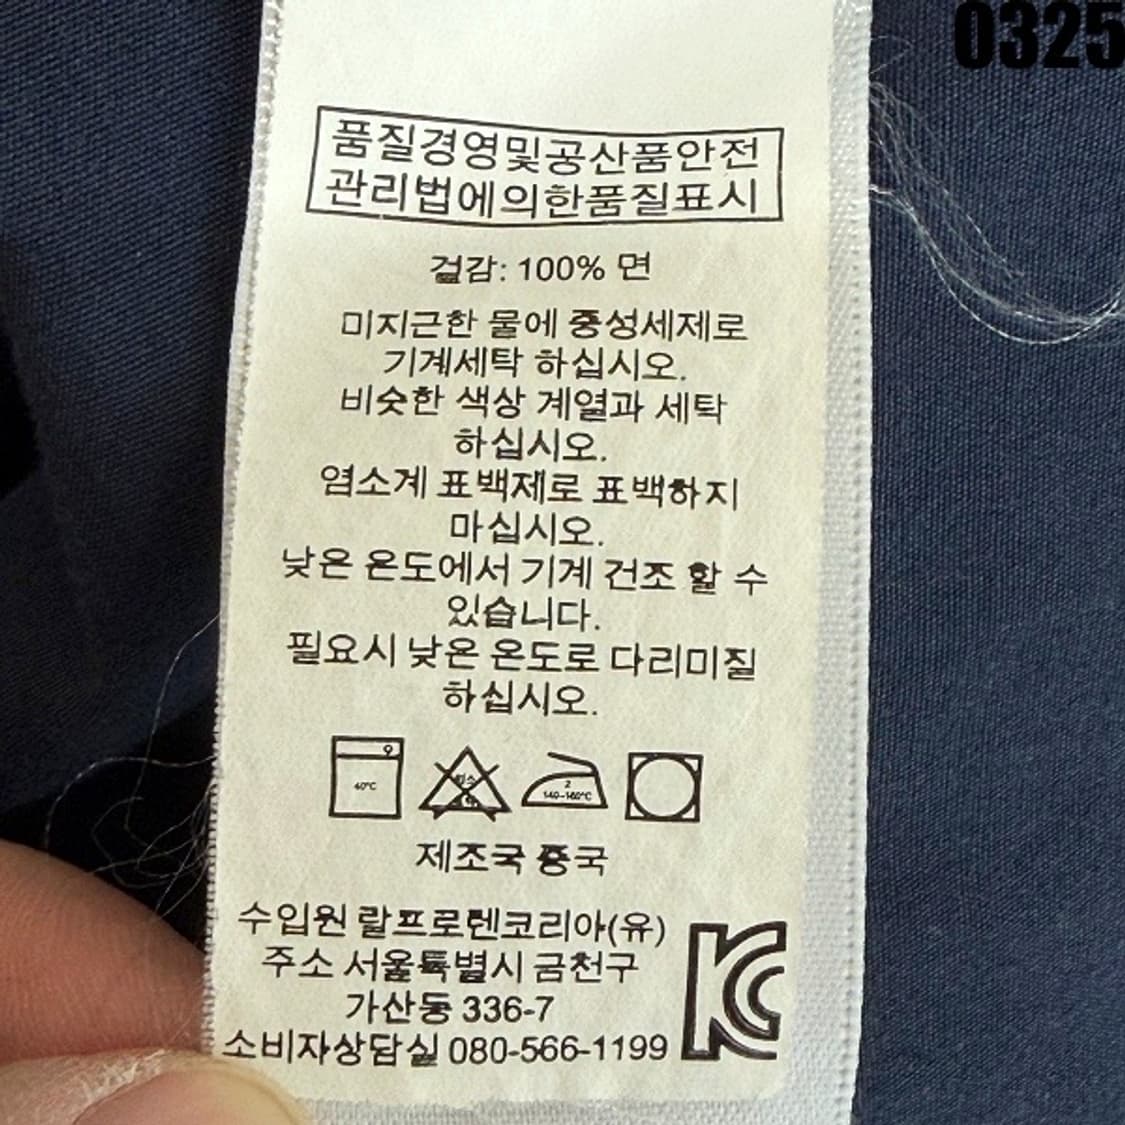 0325
품질경영및공산품안전
관리법에의한품질표시
겉감: 100% 면
미지근한 물에 중성세제로
기계세탁 하십시오.
비슷한 색상 계열과 세탁
하십시오.
염소계 표백제로 표백하지
마십시오.
낮은 온도에서 기계 건조 할 수
있습니다.
필요시 낮은 온도로 다리미질
하십시오.
40°C
2
140~160°C
제조국 중국
수입원 랄프로렌코리아(유)
주소 서울특별시 금천구
가산동 336-7
소비자상담실 080-566-1199